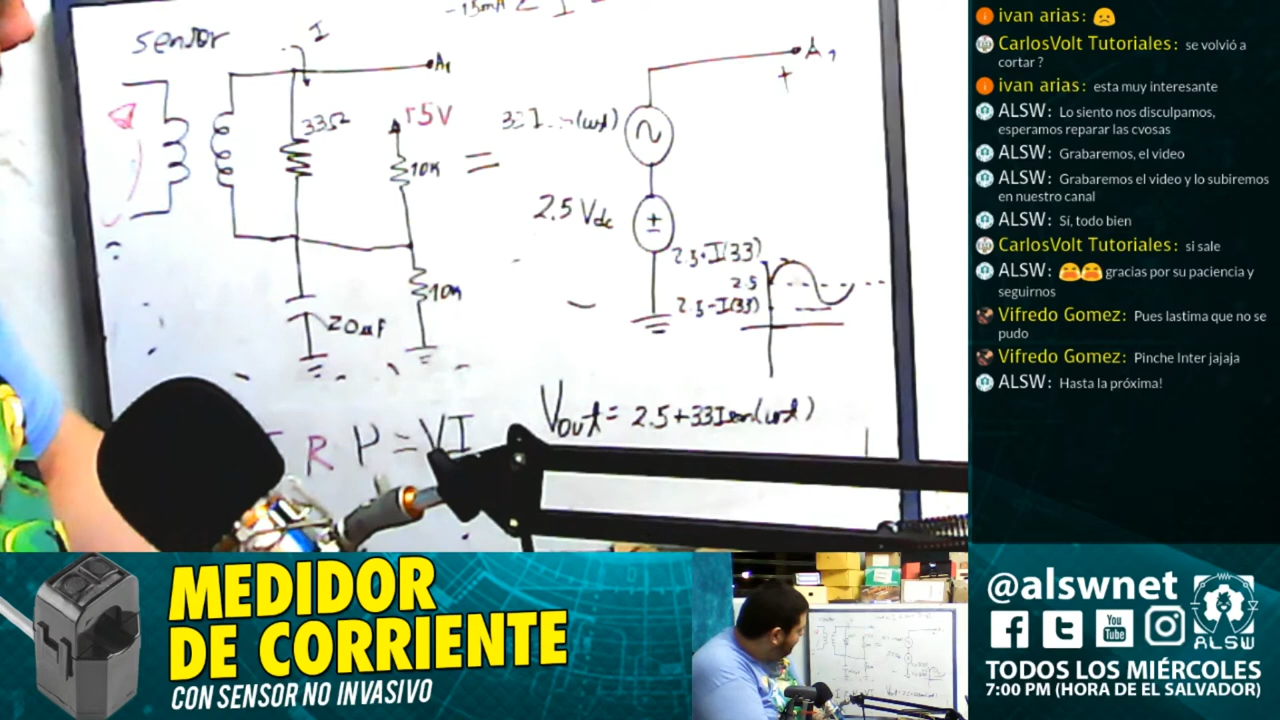 -15mA < I
sensor
I
A1
33Ω
+5V
10K
10K
20uF
=
2.5 Vdc
A1
+
2.5+I(33)
2.5
2.5-I(33)
R P=VI
Vout = 2.5+33Isen(wt)
ivan arias:
CarlosVolt Tutoriales: se volvió a
cortar ?
ivan arias: esta muy interesante
ALSW: Lo siento nos disculpamos,
esperamos reparar las cvosas
ALSW: Grabaremos, el video
ALSW: Grabaremos el video y lo subiremos
en nuestro canal
ALSW: Sí, todo bien
CarlosVolt Tutoriales: si sale
ALSW: gracias por su paciencia y
seguirnos
Vifredo Gomez: Pues lastima que no se
pudo
Vifredo Gomez: Pinche Inter jajaja
ALSW: Hasta la próxima!
MEDIDOR
DE CORRIENTE
CON SENSOR NO INVASIVO
@alswnet
You
Tube
ALSW
TODOS LOS MIÉRCOLES
7:00 PM (HORA DE EL SALVADOR)